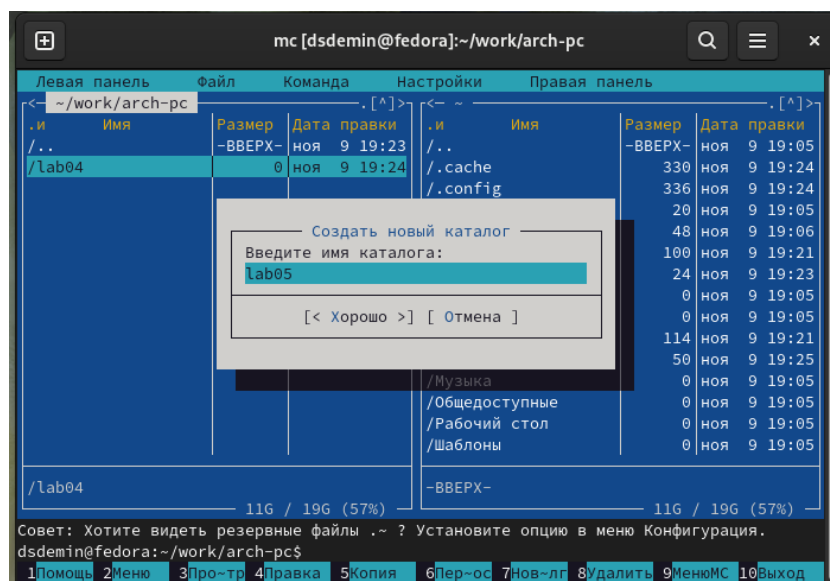 mc [dsdemin@fedora]:~/work/arch-pc
Левая панель Файл Команда Настройки Правая панель
<— ~/work/arch-pc —.[^]> <— ~ —.[^]>
.и Имя Размер Дата правки .и Имя Размер Дата правки
/.. -ВВЕРХ- ноя 9 19:23 /.. -ВВЕРХ- ноя 9 19:05
/lab04 0 ноя 9 19:24 /.cache 330 ноя 9 19:24
/.config 336 ноя 9 19:24
20 ноя 9 19:05
Создать новый каталог 48 ноя 9 19:06
Введите имя каталога: 100 ноя 9 19:21
lab05 24 ноя 9 19:23
0 ноя 9 19:05
[< Хорошо >] [ Отмена ] 0 ноя 9 19:05
114 ноя 9 19:21
50 ноя 9 19:25
/Музыка 0 ноя 9 19:05
/Общедоступные 0 ноя 9 19:05
/Рабочий стол 0 ноя 9 19:05
/Шаблоны 0 ноя 9 19:05
/lab04 -ВВЕРХ-
11G / 19G (57%) 11G / 19G (57%)
Совет: Хотите видеть резервные файлы .~ ? Установите опцию в меню Конфигурация.
dsdemin@fedora:~/work/arch-pc$
1Помощь 2Меню 3Про~тр 4Правка 5Копия 6Пер~ос 7Нов~лг 8Удалить 9МенюМС 10Выход